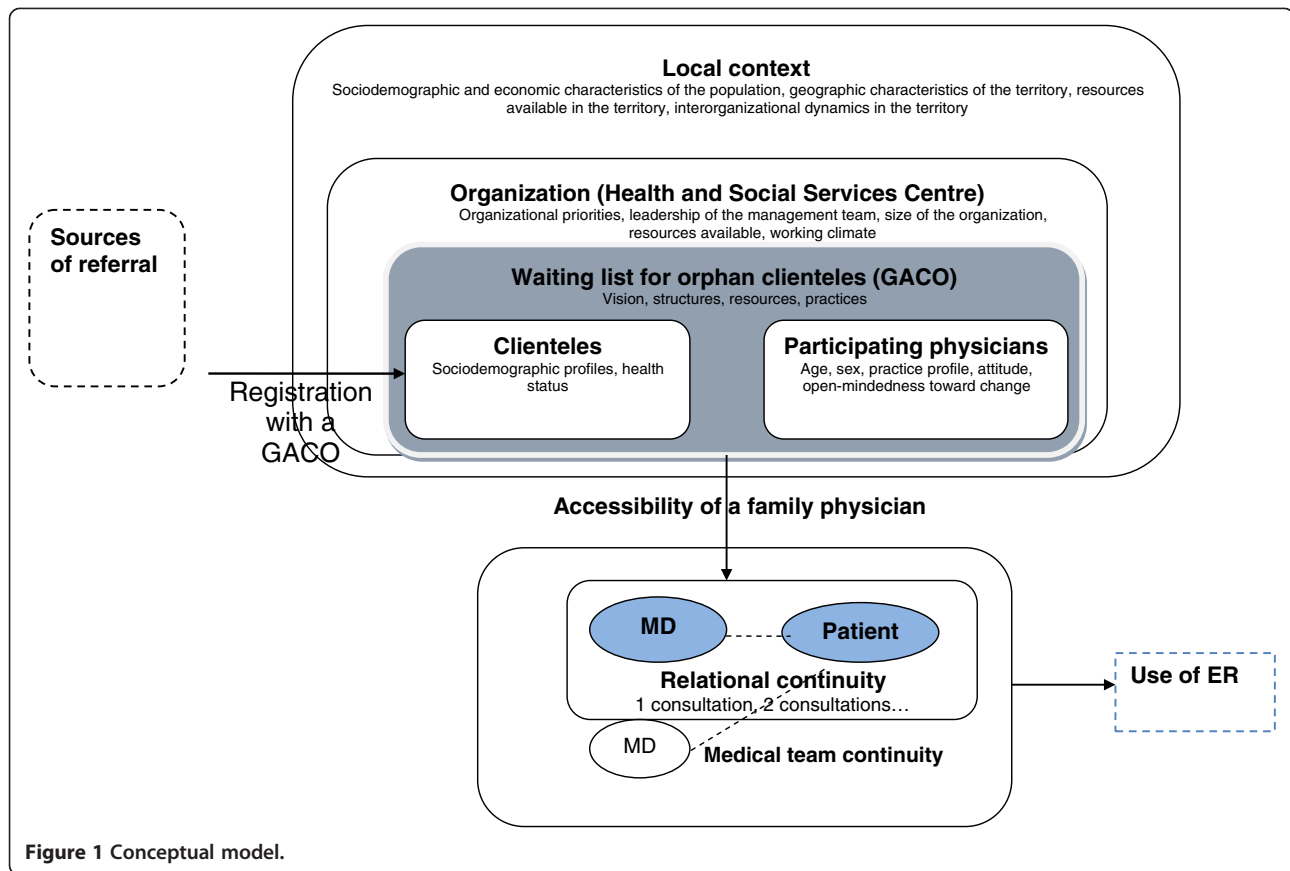 Local context
Sociodemographic and economic characteristics of the population, geographic characteristics of the territory, resources
available in the territory, interorganizational dynamics in the territory
Organization (Health and Social Services Centre)
Organizational priorities, leadership of the management team, size of the organization,
resources available, working climate
Sources
of referral
Waiting list for orphan clienteles (GACO)
Vision, structures, resources, practices
Clienteles
Sociodemographic profiles, health
status
Participating physicians
Age, sex, practice profile, attitude,
open-mindedness toward change
Registration
with a
GACO
Accessibility of a family physician
MD
Patient
Relational continuity
1 consultation, 2 consultations…
MD
Medical team continuity
Use of ER
Figure 1 Conceptual model.